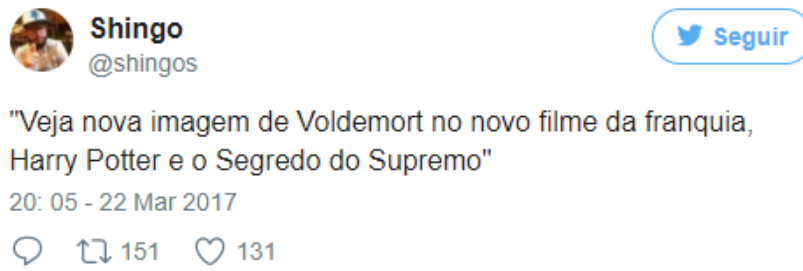 Shingo
Seguir
@shingos
"Veja nova imagem de Voldemort no novo filme da franquia,
Harry Potter e o Segredo do Supremo"
20: 05 - 22 Mar 2017
151 131